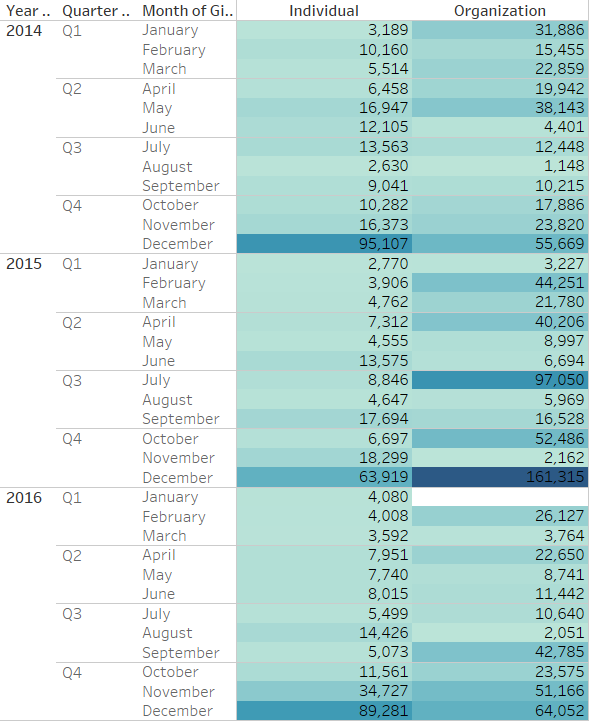 Year .. Quarter .. Month of Gi.. Individual Organization
2014 Q1 January 3,189 31,886
February 10,160 15,455
March 5,514 22,859
Q2 April 6,458 19,942
May 16,947 38,143
June 12,105 4,401
Q3 July 13,563 12,448
August 2,630 1,148
September 9,041 10,215
Q4 October 10,282 17,886
November 16,373 23,820
December 95,107 55,669
2015 Q1 January 2,770 3,227
February 3,906 44,251
March 4,762 21,780
Q2 April 7,312 40,206
May 4,555 8,997
June 13,575 6,694
Q3 July 8,846 97,050
August 4,647 5,969
September 17,694 16,528
Q4 October 6,697 52,486
November 18,299 2,162
December 63,919 161,315
2016 Q1 January 4,080
February 4,008 26,127
March 3,592 3,764
Q2 April 7,951 22,650
May 7,740 8,741
June 8,015 11,442
Q3 July 5,499 10,640
August 14,426 2,051
September 5,073 42,785
Q4 October 11,561 23,575
November 34,727 51,166
December 89,281 64,052